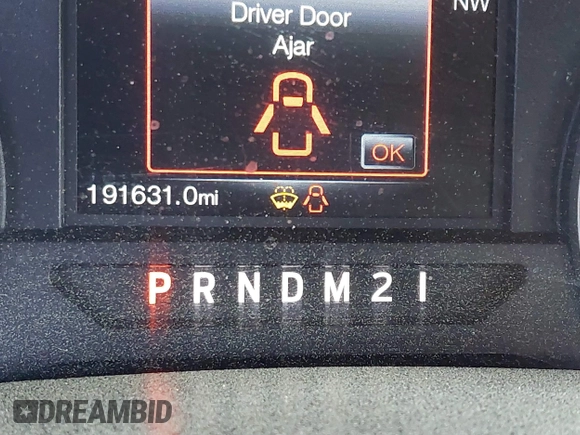 NW
Driver Door
Ajar
OK
191631.0mi
P R N D M 2 1
DREAMBID